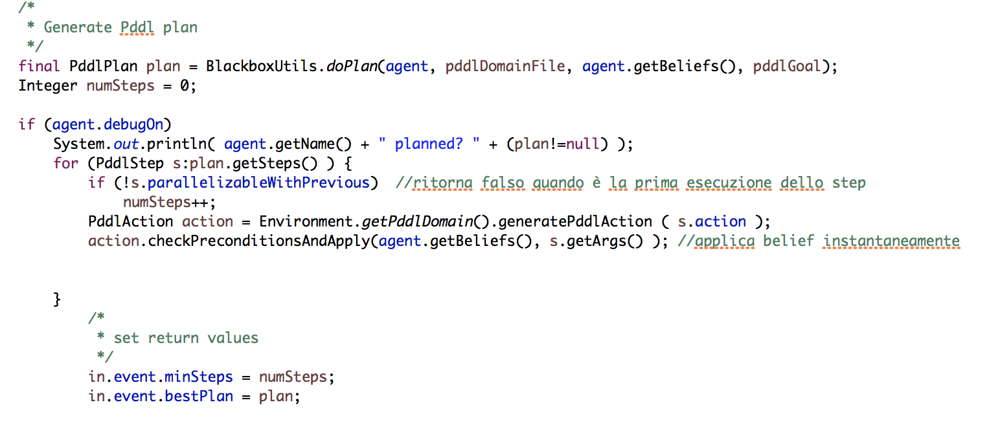 /*
 * Generate Pddl plan
 */
final PddlPlan plan = BlackboxUtils.doPlan(agent, pddlDomainFile, agent.getBeliefs(), pddlGoal);
Integer numSteps = 0;

if (agent.debugOn)
    System.out.println( agent.getName() + " planned? " + (plan!=null) );
    for (PddlStep s:plan.getSteps() ) {
        if (!s.parallelizableWithPrevious)  //ritorna falso quando è la prima esecuzione dello step
            numSteps++;
        PddlAction action = Environment.getPddlDomain().generatePddlAction ( s.action );
        action.checkPreconditionsAndApply(agent.getBeliefs(), s.getArgs() ); //applica belief instantaneamente


    }
        /*
         * set return values
         */
        in.event.minSteps = numSteps;
        in.event.bestPlan = plan;